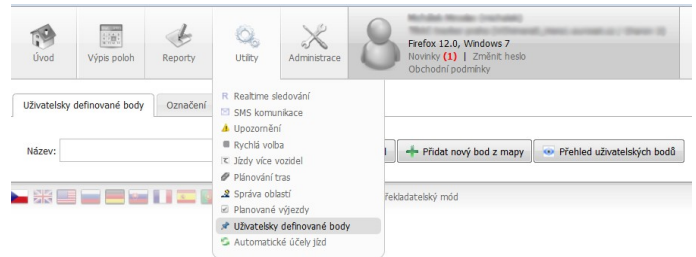 Firefox 12.0, Windows 7
Novinky (1) | Změnit heslo
Obchodní podmínky
Úvod
Výpis poloh
Reporty
Utility
Administrace
Uživatelsky definované body
Označení
Realtime sledování
SMS komunikace
Upozornění
Rychlá volba
Jízdy více vozidel
Plánování tras
Správa oblastí
Planované výjezdy
Uživatelsky definované body
Automatické účely jízd
Název:
Přidat nový bod z mapy
Přehled uživatelských bodů
řekladatelský mód